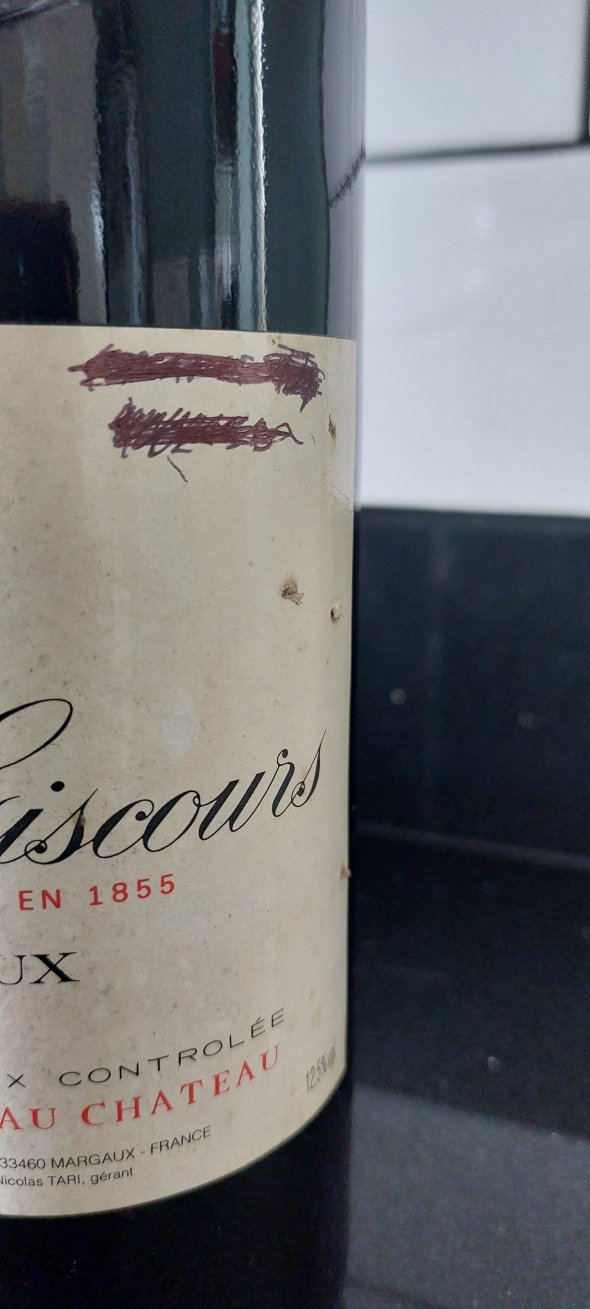 iscours
EN 1855
UX
X CONTROLÉE
AU CHATEAU
12,5% vol.
33460 MARGAUX - FRANCE
Nicolas TARI, gérant